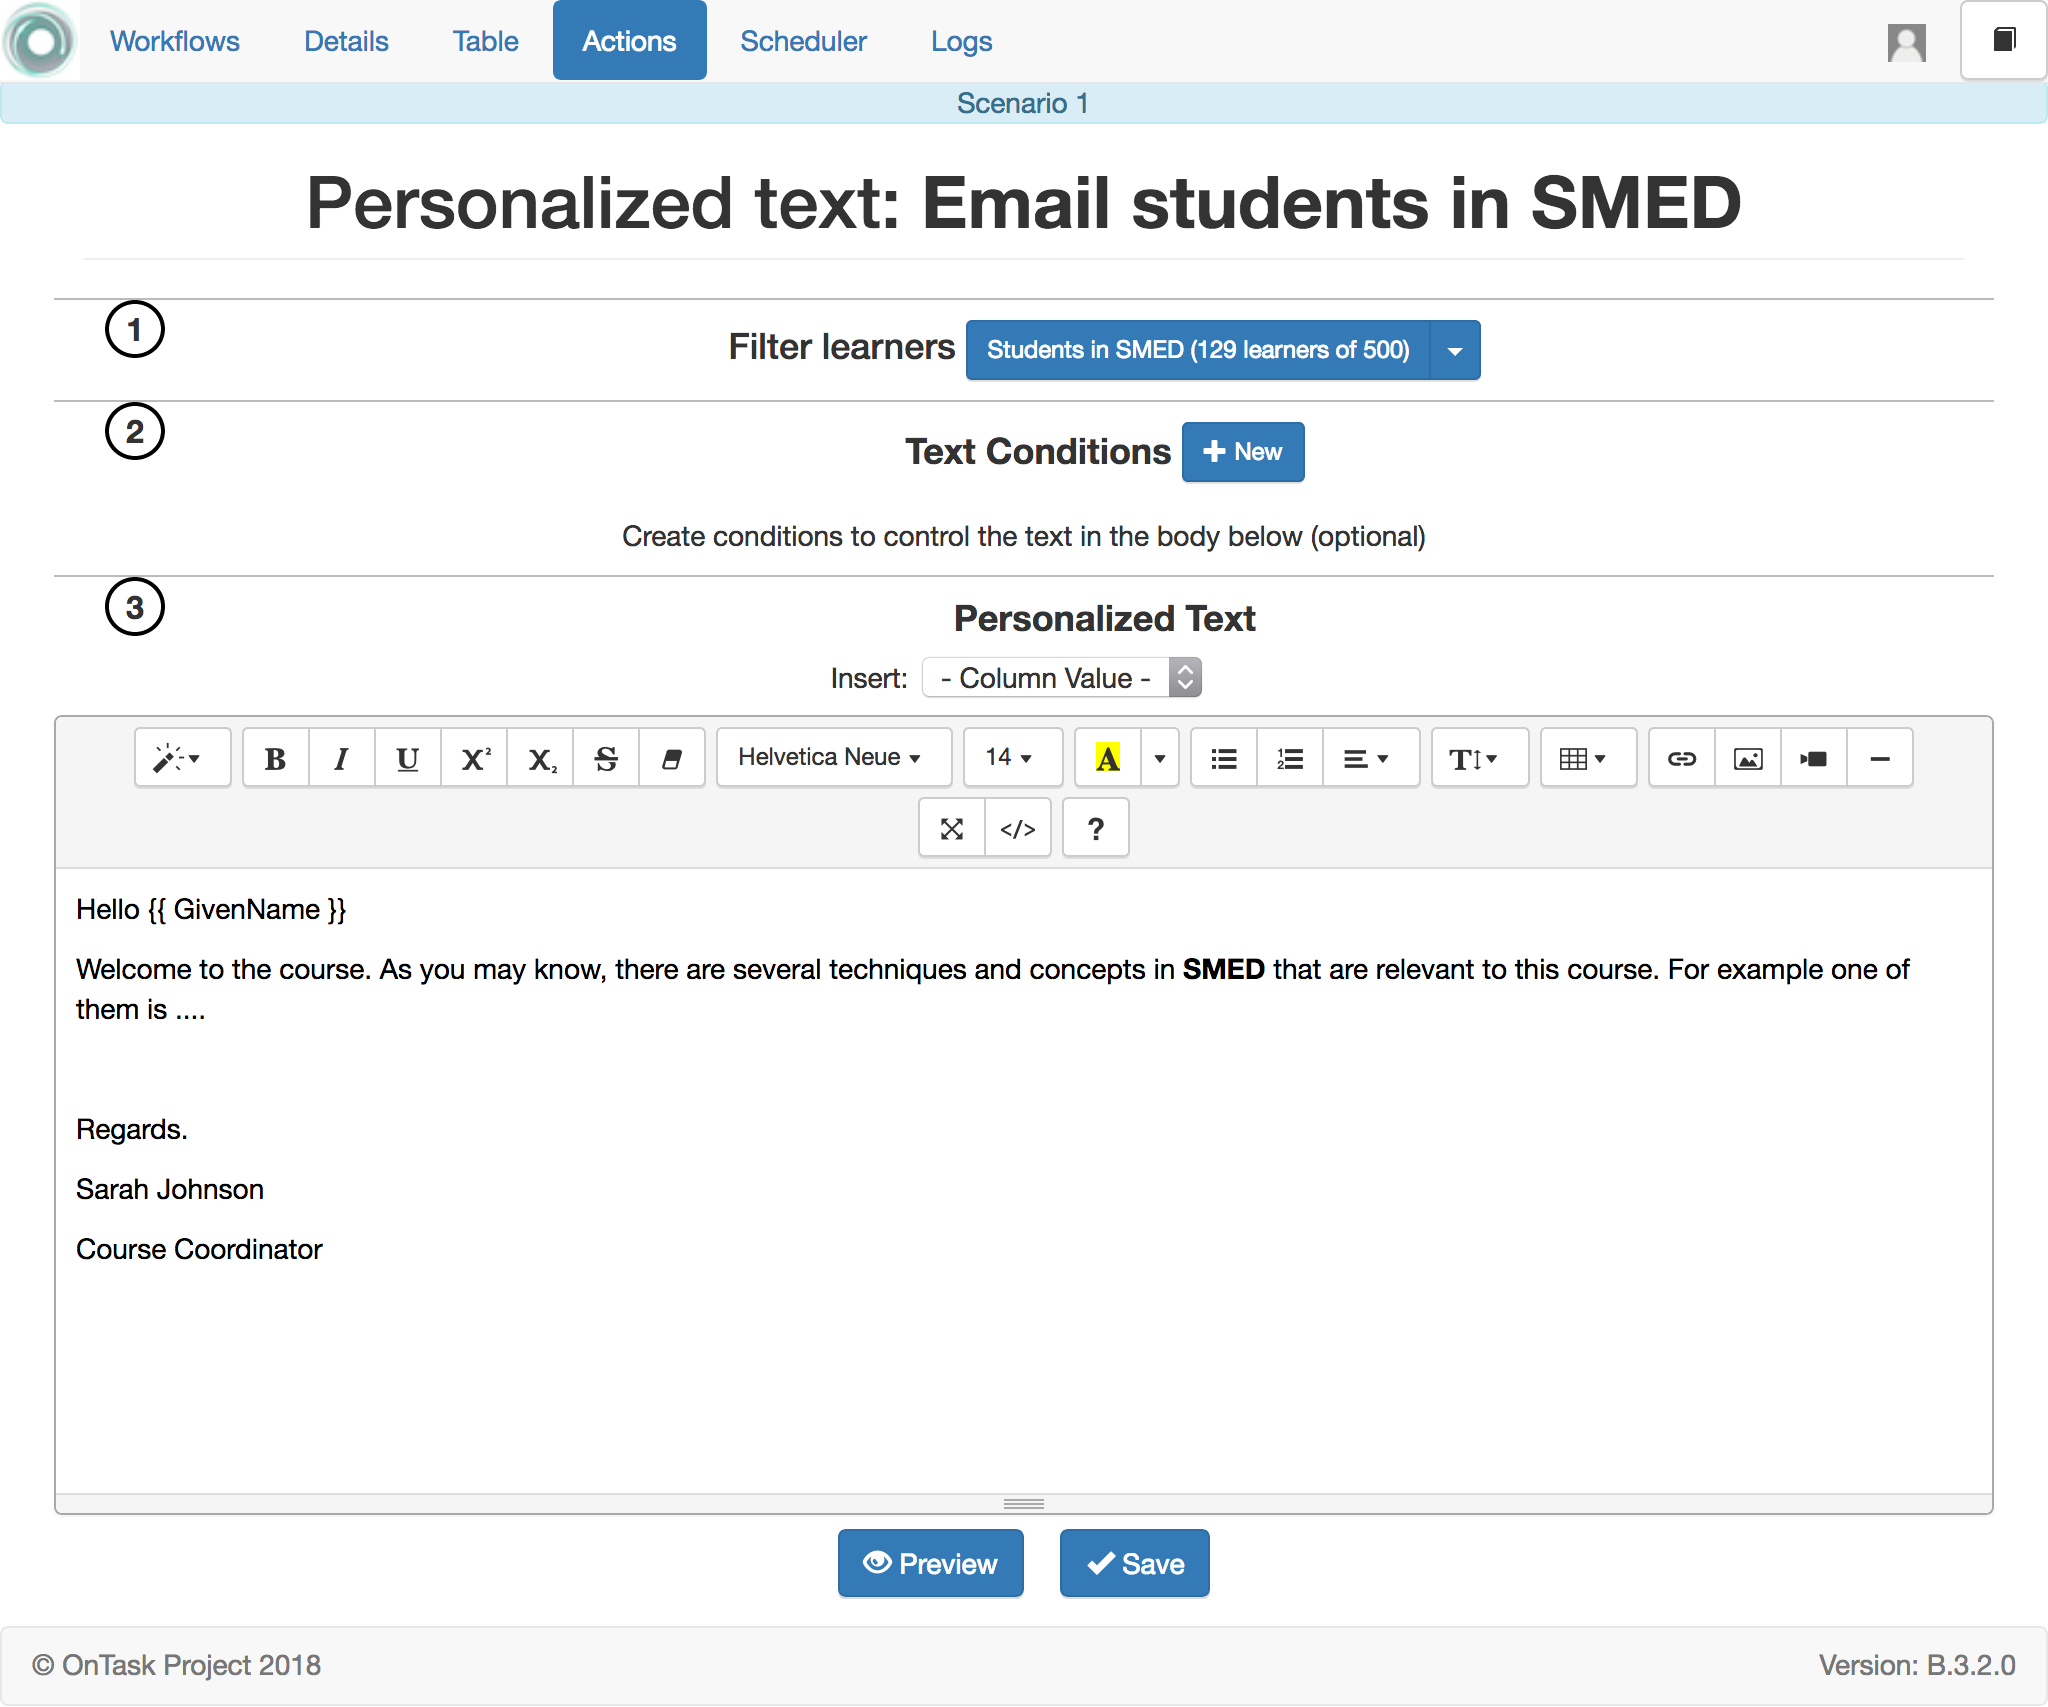 Workflows Details Table Actions Scheduler Logs
Scenario 1
Personalized text: Email students in SMED
1
Filter learners Students in SMED (129 learners of 500)
2
Text Conditions New
Create conditions to control the text in the body below (optional)
3
Personalized Text
Insert: - Column Value -
B I U X² X₂ S Helvetica Neue 14 A T
</> ?
Hello {{ GivenName }}
Welcome to the course. As you may know, there are several techniques and concepts in SMED that are relevant to this course. For example one of
them is ....
Regards.
Sarah Johnson
Course Coordinator
Preview Save
© OnTask Project 2018 Version: B.3.2.0